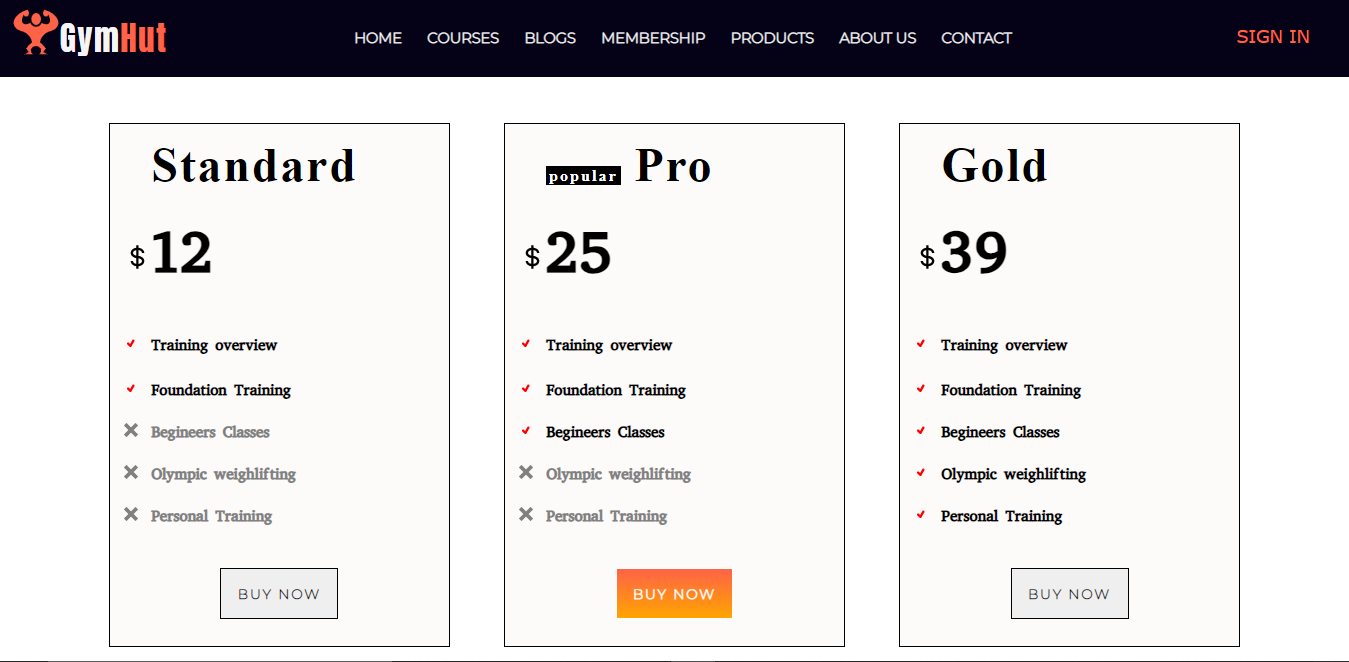 GymHut
HOME COURSES BLOGS MEMBERSHIP PRODUCTS ABOUT US CONTACT
SIGN IN
Standard
$12
Training overview
Foundation Training
Begineers Classes
Olympic weighlifting
Personal Training
BUY NOW
popular Pro
$25
Training overview
Foundation Training
Begineers Classes
Olympic weighlifting
Personal Training
BUY NOW
Gold
$39
Training overview
Foundation Training
Begineers Classes
Olympic weighlifting
Personal Training
BUY NOW